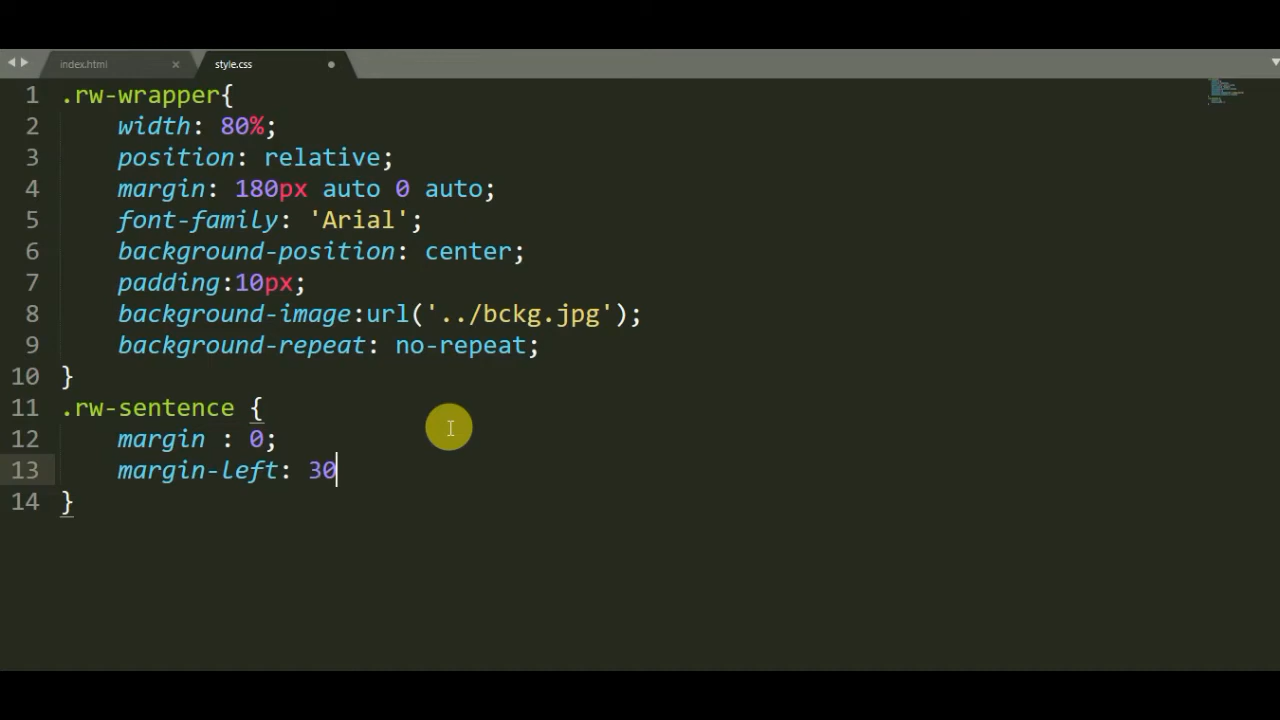 index.html
style.css
1 .rw-wrapper{
2 width: 80%;
3 position: relative;
4 margin: 180px auto 0 auto;
5 font-family: 'Arial';
6 background-position: center;
7 padding:10px;
8 background-image:url('../bckg.jpg');
9 background-repeat: no-repeat;
10 }
11 .rw-sentence {
12 margin : 0;
13 margin-left: 30
14 }